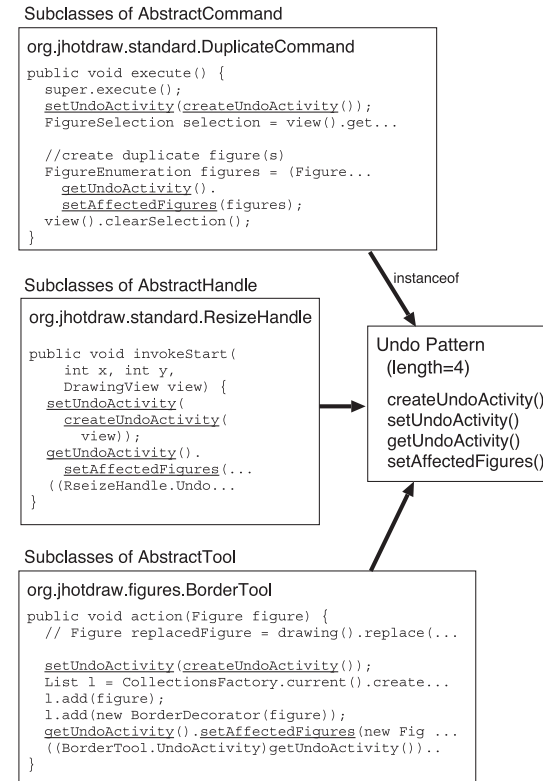 Subclasses of AbstractCommand
org.jhotdraw.standard.DuplicateCommand
public void execute() {
super.execute();
setUndoActivity(createUndoActivity());
FigureSelection selection = view().get...
//create duplicate figure(s)
FigureEnumeration figures = (Figure...
getUndoActivity().
setAffectedFigures(figures);
view().clearSelection();
}
instanceof
Subclasses of AbstractHandle
org.jhotdraw.standard.ResizeHandle
public void invokeStart(
int x, int y,
DrawingView view) {
setUndoActivity(
createUndoActivity(
view));
getUndoActivity().
setAffectedFigures(...
((RseizeHandle.Undo...
}
Undo Pattern
(length=4)
createUndoActivity()
setUndoActivity()
getUndoActivity()
setAffectedFigures()
Subclasses of AbstractTool
org.jhotdraw.figures.BorderTool
public void action(Figure figure) {
// Figure replacedFigure = drawing().replace(...
setUndoActivity(createUndoActivity());
List l = CollectionsFactory.current().create...
l.add(figure);
l.add(new BorderDecorator(figure));
getUndoActivity().setAffectedFigures(new Fig ...
((BorderTool.UndoActivity)getUndoActivity())..
}